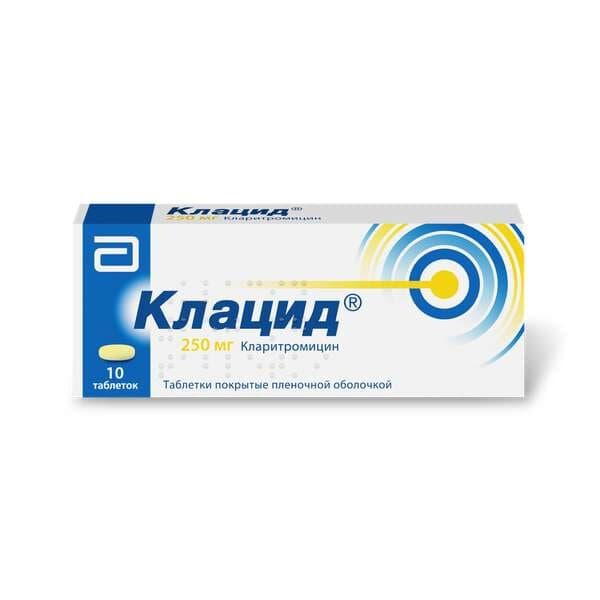 Клацид®
250 мг Кларитромицин
Клацид®
250 мг Кларитромицин
10
таблеток
Таблетки покрытые пленочной оболочкой